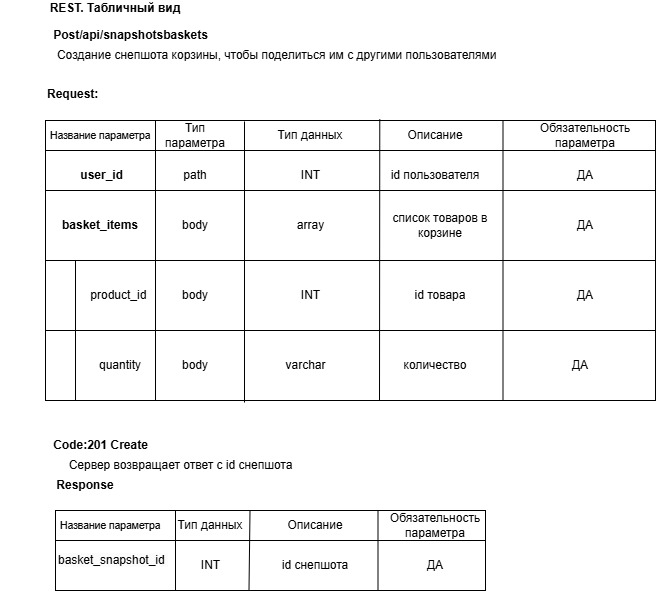 REST. Табличный вид
Post/api/snapshotsbaskets
Создание снепшота корзины, чтобы поделиться им с другими пользователями
Request:
Название параметра Тип параметра Тип данных Описание Обязательность параметра
user_id path INT id пользователя ДА
basket_items body array список товаров в корзине ДА
product_id body INT id товара ДА
quantity body varchar количество ДА
Code:201 Create
Сервер возвращает ответ с id снепшота
Response
Название параметра Тип данных Описание Обязательность параметра
basket_snapshot_id INT id снепшота ДА